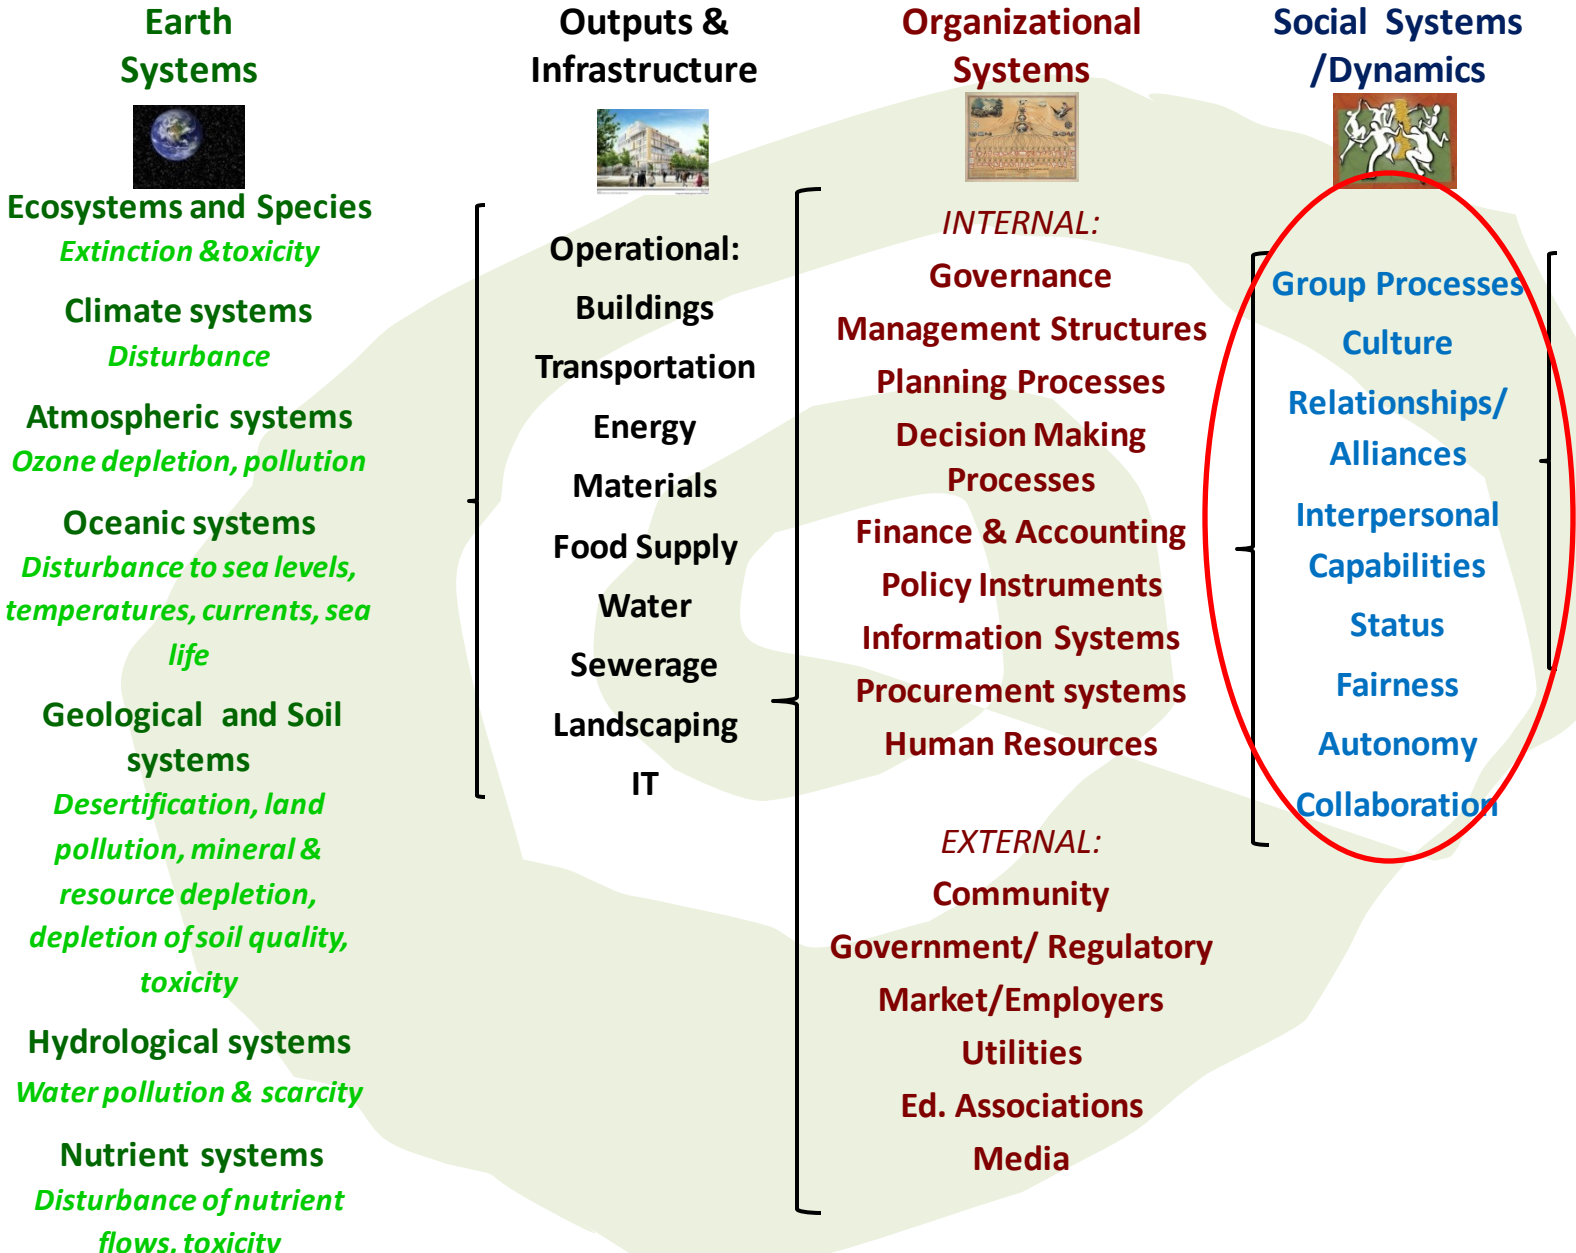 Earth
Systems
Ecosystems and Species
Extinction &toxicity
Climate systems
Disturbance
Atmospheric systems
Ozone depletion, pollution
Oceanic systems
Disturbance to sea levels,
temperatures, currents, sea
life
Geological and Soil
systems
Desertification, land
pollution, mineral &
resource depletion,
depletion of soil quality,
toxicity
Hydrological systems
Water pollution & scarcity
Nutrient systems
Disturbance of nutrient
flows, toxicity
Outputs &
Infrastructure
Operational:
Buildings
Transportation
Energy
Materials
Food Supply
Water
Sewerage
Landscaping
IT
Organizational
Systems
INTERNAL:
Governance
Management Structures
Planning Processes
Decision Making
Processes
Finance & Accounting
Policy Instruments
Information Systems
Procurement systems
Human Resources
EXTERNAL:
Community
Government/ Regulatory
Market/Employers
Utilities
Ed. Associations
Media
Social Systems
/Dynamics
Group Processes
Culture
Relationships/
Alliances
Interpersonal
Capabilities
Status
Fairness
Autonomy
Collaboration